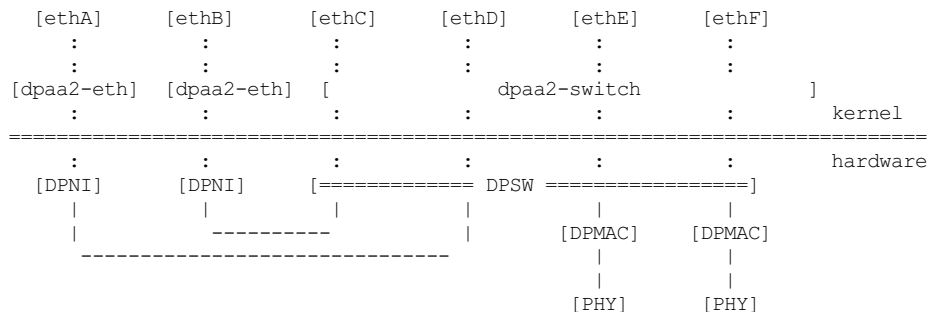 [ethA] [ethB] [ethC] [ethD] [ethE] [ethF]
: : : : : :
: : : : : :
[dpaa2-eth] [dpaa2-eth] [ dpaa2-switch ]
: : : : : : kernel
=============================================================================
: : : : : : hardware
[DPNI] [DPNI] [============= DPSW =================]
| | | | | |
| ---------- | [DPMAC] [DPMAC]
------------------------------- | |
| |
[PHY] [PHY]